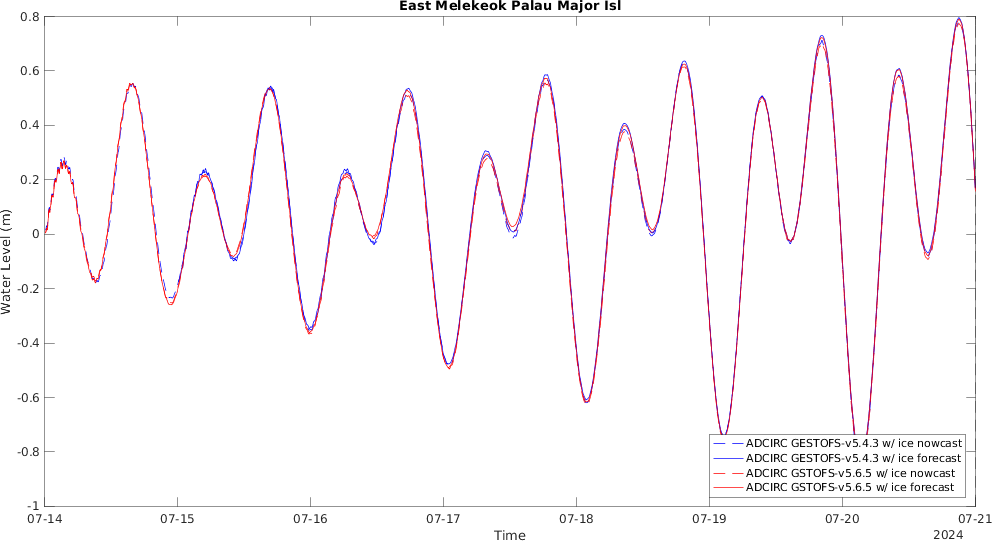 East Melekeok Palau Major Isl
0.8
0.6
0.4
0.2
0
-0.2
-0.4
-0.6
-0.8
-1
Water Level (m)
ADCIRC GESTOFS-v5.4.3 w/ ice nowcast
ADCIRC GESTOFS-v5.4.3 w/ ice forecast
ADCIRC GSTOFS-v5.6.5 w/ ice nowcast
ADCIRC GSTOFS-v5.6.5 w/ ice forecast
07-14 07-15 07-16 07-17 07-18 07-19 07-20 07-21
Time
2024